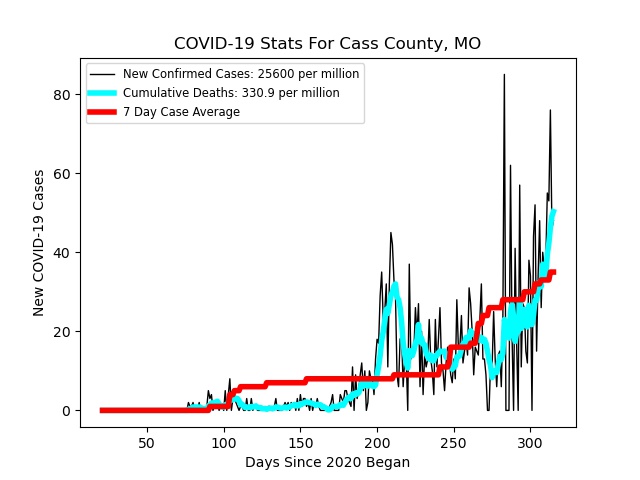 COVID-19 Stats For Cass County, MO
New Confirmed Cases: 25600 per million
Cumulative Deaths: 330.9 per million
7 Day Case Average
New COVID-19 Cases
80
60
40
20
0
50 100 150 200 250 300
Days Since 2020 Began